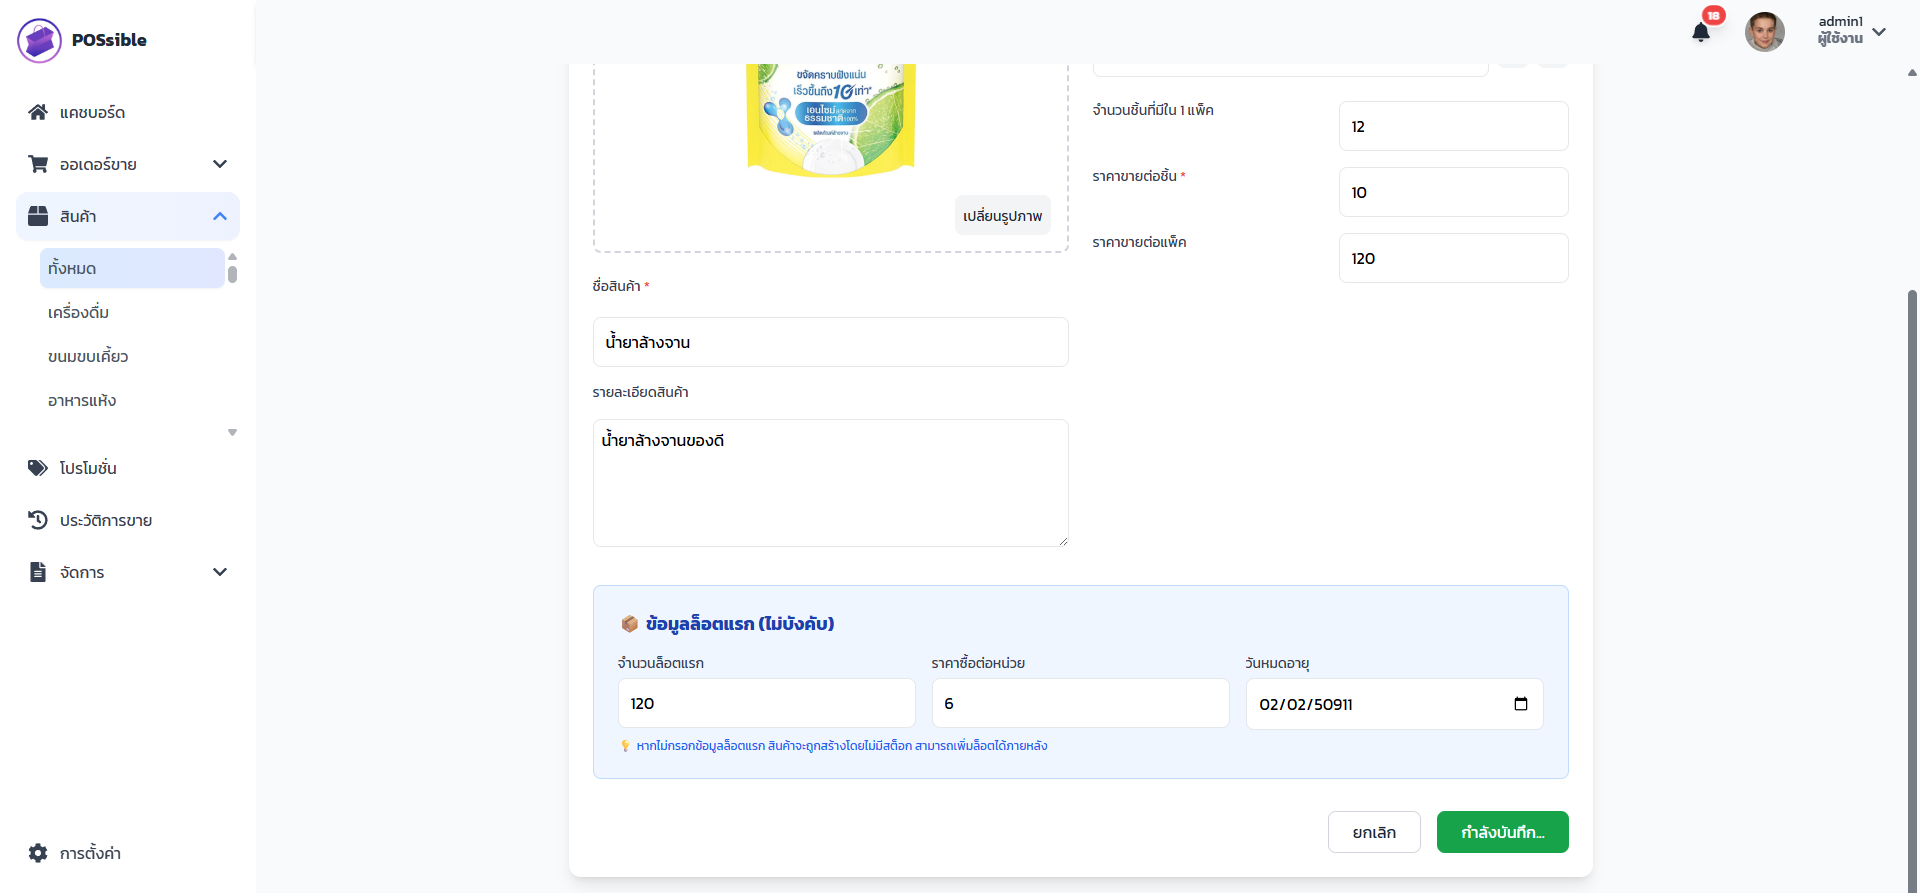 POSsible
18
admin1
ผู้ใช้งาน
แดชบอร์ด
ออเดอร์ขาย
สินค้า
ทั้งหมด
เครื่องดื่ม
ขนมขบเคี้ยว
อาหารแห้ง
โปรโมชั่น
ประวัติการขาย
จัดการ
การตั้งค่า
ขจัดคราบฝังแน่น
เร็วขึ้นถึง10เท่า*
เอนไซม์
ธรรมชาติ100%
เปลี่ยนรูปภาพ
จำนวนชิ้นที่มีใน 1 แพ็ค
12
ราคาขายต่อชิ้น *
10
ราคาขายต่อแพ็ค
120
ชื่อสินค้า *
น้ำยาล้างจาน
รายละเอียดสินค้า
น้ำยาล้างจานของดี
📦 ข้อมูลล็อตแรก (ไม่บังคับ)
จำนวนล็อตแรก
ราคาซื้อต่อหน่วย
วันหมดอายุ
120
6
02/02/50911
💡 หากไม่กรอกข้อมูลล็อตแรก สินค้าจะถูกสร้างโดยไม่มีสต็อก สามารถเพิ่มล็อตได้ภายหลัง
ยกเลิก
กำลังบันทึก...